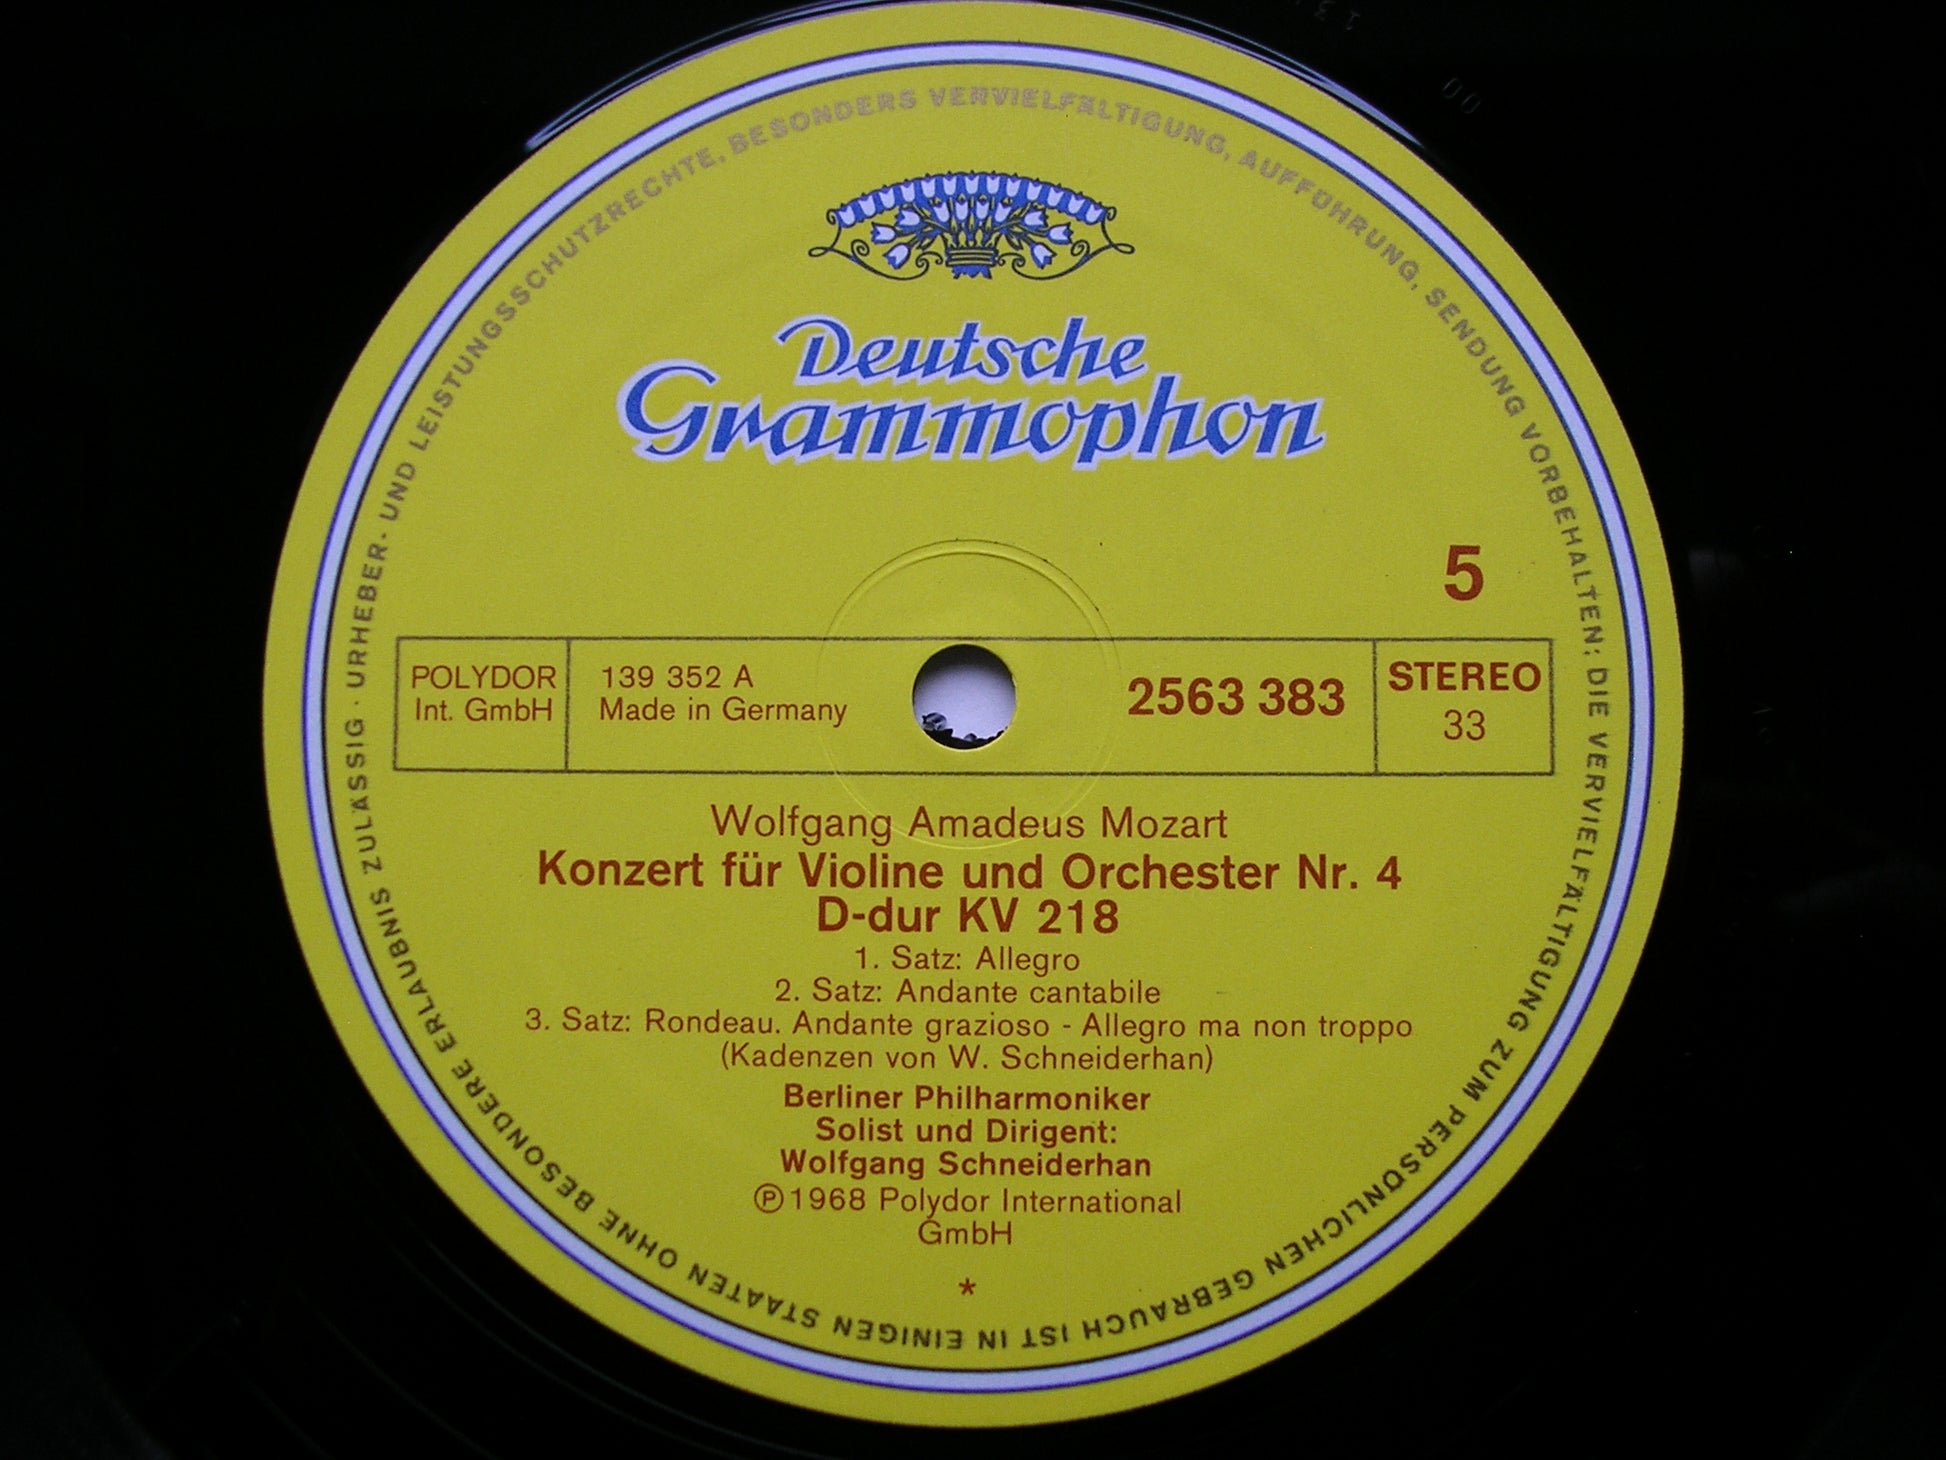 URHEBER- UND LEISTUNGSSCHUTZRECHTE, BESONDERS VERVIELFÄLTIGUNG, AUFFÜHRUNG, SENDUNG VORBEHALTEN; DIE VERVIELFÄLTIGUNG ZUM PERSÖNLICHEN GEBRAUCH IST IN EINIGEN STAATEN OHNE BESONDERE ERLAUBNIS ZULÄSSIG ·
Deutsche
Grammophon
5
POLYDOR
Int. GmbH
139 352 A
Made in Germany
2563 383
STEREO
33
Wolfgang Amadeus Mozart
Konzert für Violine und Orchester Nr. 4
D-dur KV 218
1. Satz: Allegro
2. Satz: Andante cantabile
3. Satz: Rondeau. Andante grazioso - Allegro ma non troppo
(Kadenzen von W. Schneiderhan)
Berliner Philharmoniker
Solist und Dirigent:
Wolfgang Schneiderhan
℗1968 Polydor International
GmbH
*